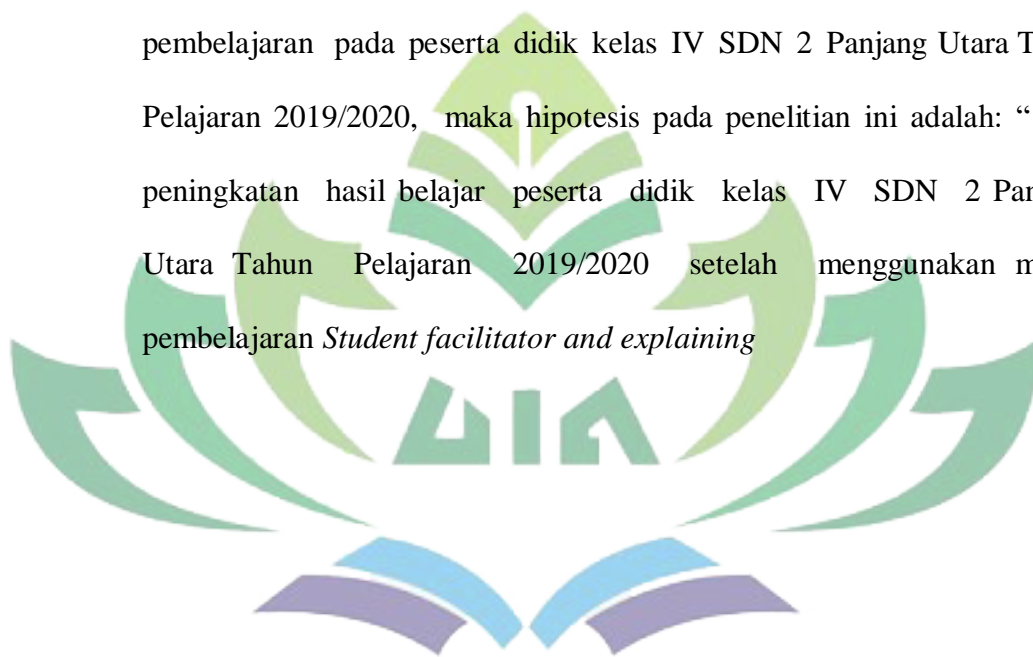 pembelajaran pada peserta didik kelas IV SDN 2 Panjang Utara
Pelajaran 2019/2020, maka hipotesis pada penelitian ini adalah: “
peningkatan hasil belajar peserta didik kelas IV SDN 2
Utara Tahun Pelajaran 2019/2020 setelah menggunakan
pembelajaran Student facilitator and explaining
UIN